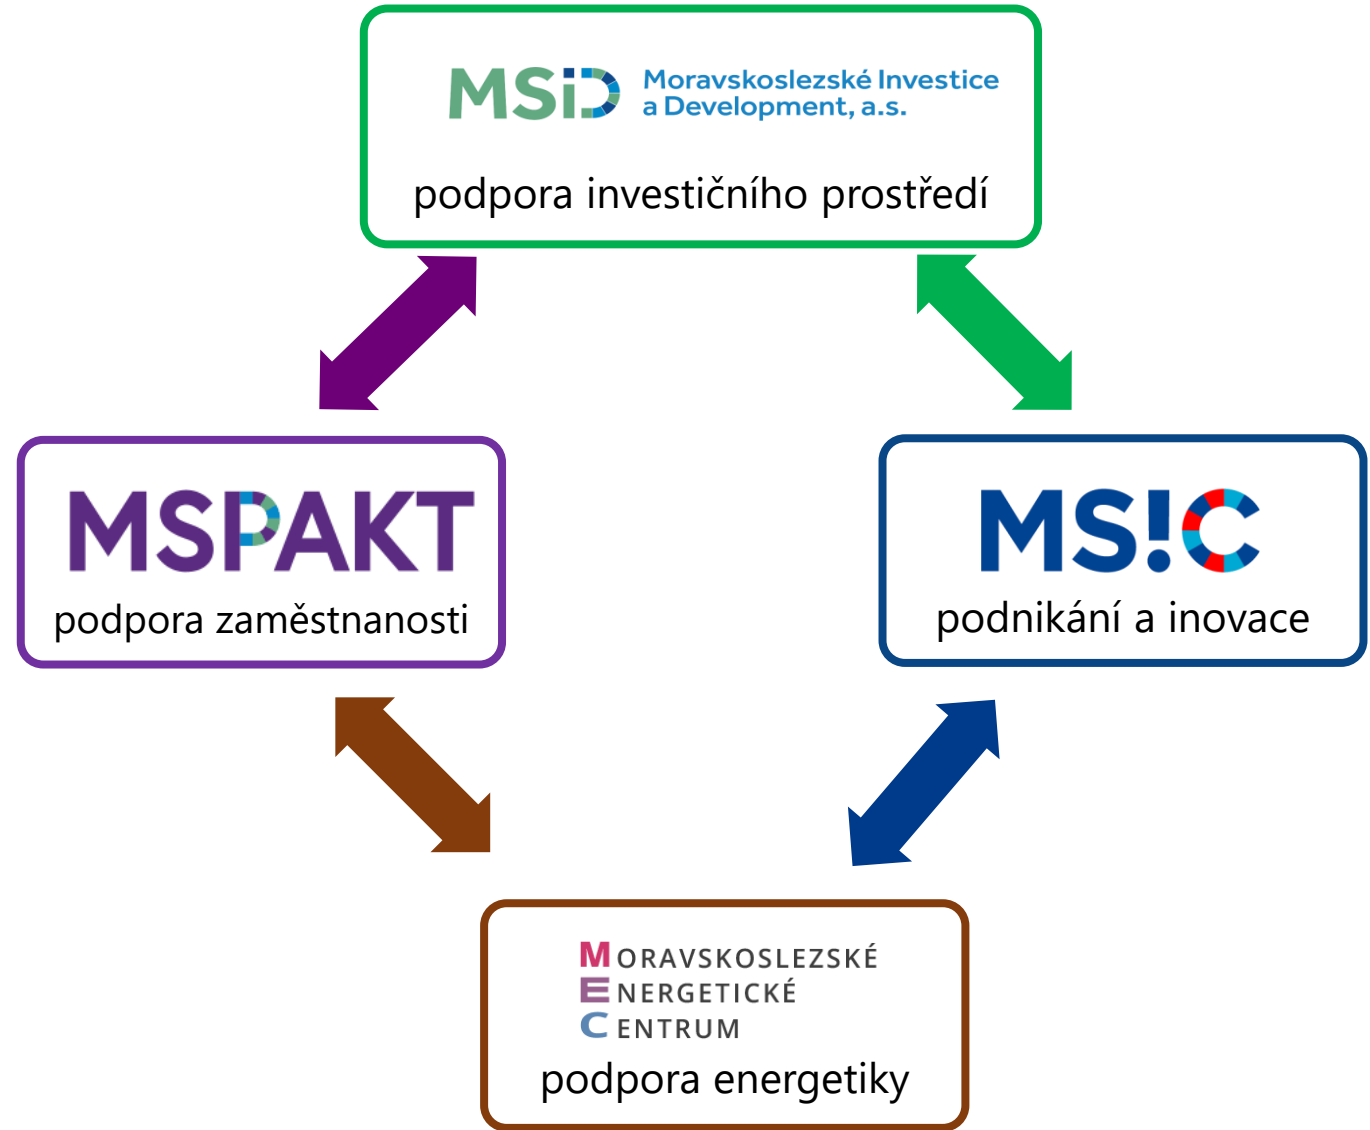 MSiD Moravskoslezské Investice
a Development, a.s.
podpora investičního prostředí
MSPAKT
podpora zaměstnanosti
MS!C
podnikání a inovace
MORAVSKOSLEZSKÉ
ENERGETICKÉ
CENTRUM
podpora energetiky